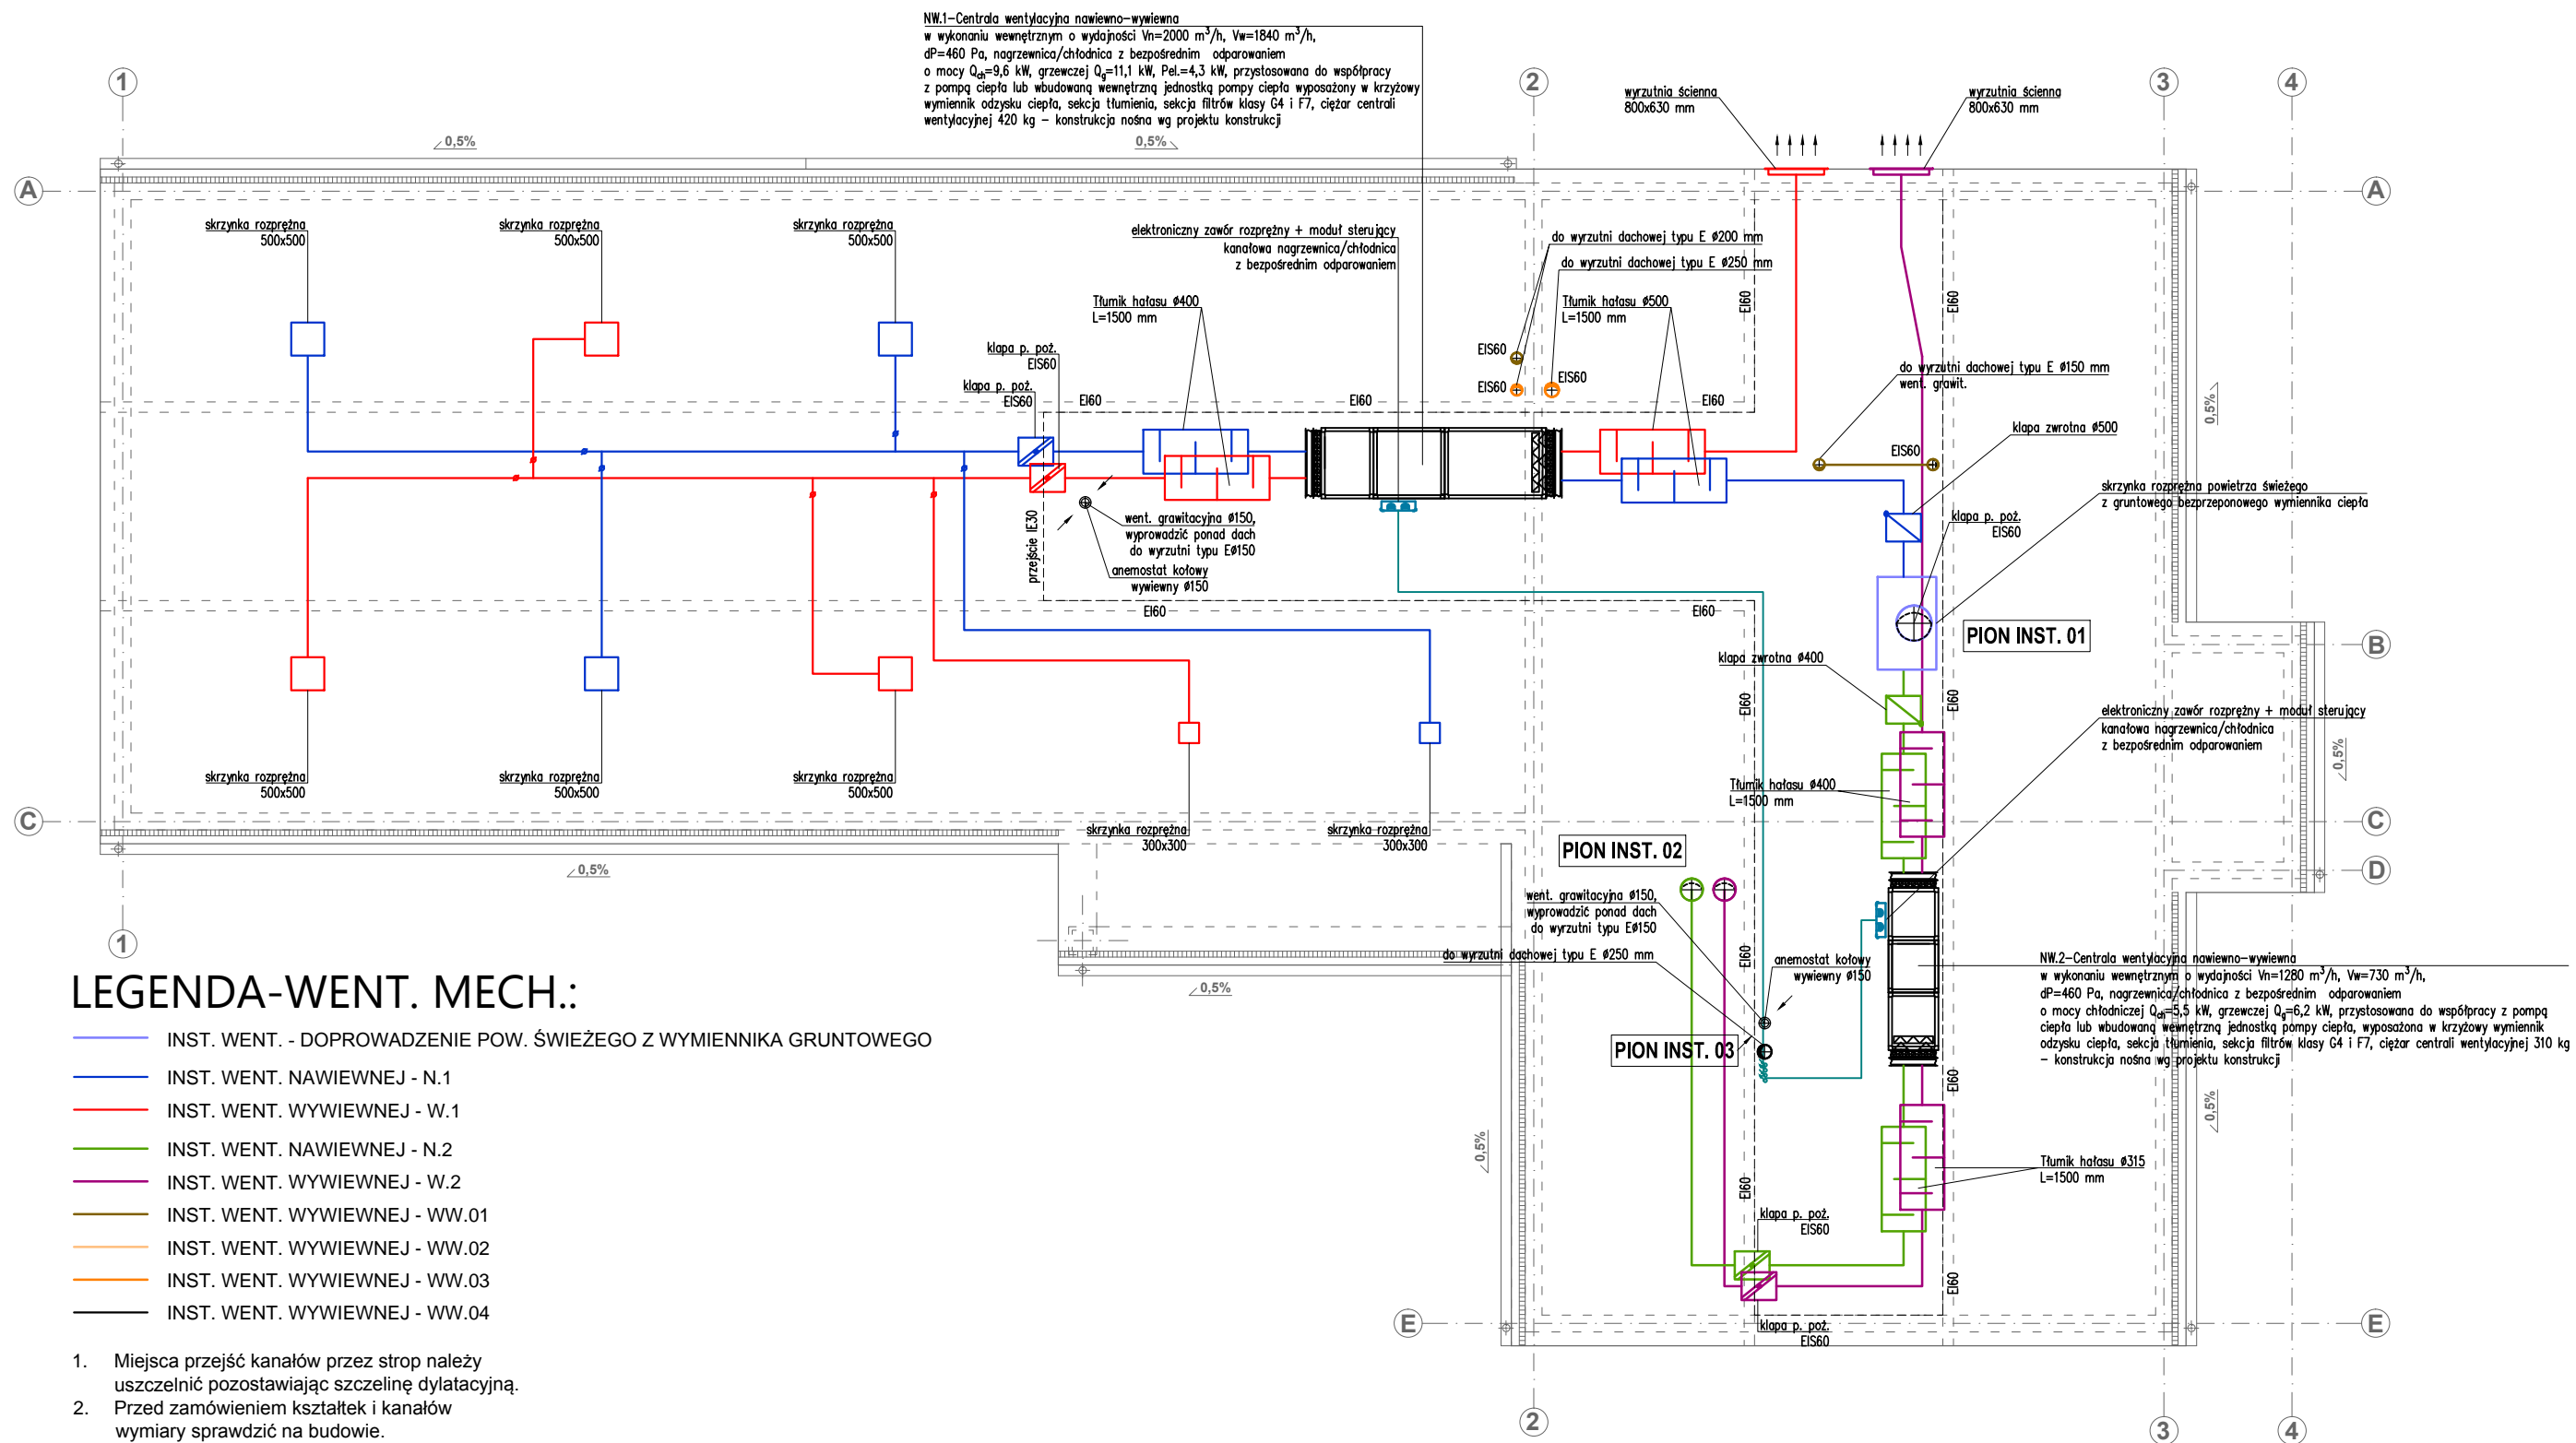 NW.1-Centrala wentylacyjna nawiewno-wywiewna
w wykonaniu wewnętrznym o wydajności Vn=2000 m³/h, Vw=1840 m³/h,
dP=460 Pa, nagrzewnica/chłodnica z bezpośrednim odparowaniem
o mocy Qch=9,6 kW, grzewczej Qg=11,1 kW, Pel.=4,3 kW, przystosowana do współpracy
z pompą ciepła lub wbudowaną wewnętrzną jednostką pompy ciepła wyposażony w krzyżowy
wymiennik odzysku ciepła, sekcja tłumienia, sekcja filtrów klasy G4 i F7, ciężar centrali
wentylacyjnej 420 kg – konstrukcja nośna wg projektu konstrukcji
1
2
3
4
wyrzutnia ścienna
800x630 mm
wyrzutnia ścienna
800x630 mm
0,5%
0,5%
A
A
skrzynka rozprężna
500x500
skrzynka rozprężna
500x500
skrzynka rozprężna
500x500
elektroniczny zawór rozprężny + moduł sterujący
kanałowa nagrzewnica/chłodnica
z bezpośrednim odparowaniem
do wyrzutni dachowej typu E ø200 mm
do wyrzutni dachowej typu E ø250 mm
Tłumik hałasu ø400
L=1500 mm
Tłumik hałasu ø500
L=1500 mm
EI60
EI60
klapa p. poż.
EIS60
klapa p. poż.
EIS60
EIS60
EIS60
EIS60
EI60
EI60
EI60
do wyrzutni dachowej typu E ø150 mm
went. grawit.
0,5%
klapa zwrotna ø500
EIS60
skrzynka rozprężna powietrza świeżego
z gruntowego bezprzeponowego wymiennika ciepła
klapa p. poż.
EIS60
przejście IE30
went. grawitacyjna ø150,
wyprowadzić ponad dach
do wyrzutni typu Eø150
anemostat kołowy
wywiewny ø150
EI60
EI60
PION INST. 01
B
klapa zwrotna ø400
EI60
EI60
elektroniczny zawór rozprężny + moduł sterujący
kanałowa nagrzewnica/chłodnica
z bezpośrednim odparowaniem
0,5%
skrzynka rozprężna
500x500
skrzynka rozprężna
500x500
skrzynka rozprężna
500x500
Tłumik hałasu ø400
L=1500 mm
C
C
skrzynka rozprężna
300x300
skrzynka rozprężna
300x300
PION INST. 02
0,5%
D
went. grawitacyjna ø150,
wyprowadzić ponad dach
do wyrzutni typu Eø150
do wyrzutni dachowej typu E ø250 mm
EI60
anemostat kołowy
wywiewny ø150
1
0,5%
NW.2-Centrala wentylacyjna nawiewno-wywiewna
w wykonaniu wewnętrznym o wydajności Vn=1280 m³/h, Vw=730 m³/h,
dP=460 Pa, nagrzewnica/chłodnica z bezpośrednim odparowaniem
o mocy chłodniczej Qch=5,5 kW, grzewczej Qg=6,2 kW, przystosowana do współpracy z pompą
ciepła lub wbudowaną wewnętrzną jednostką pompy ciepła, wyposażona w krzyżowy wymiennik
odzysku ciepła, sekcja tłumienia, sekcja filtrów klasy G4 i F7, ciężar centrali wentylacyjnej 310 kg
– konstrukcja nośna wg projektu konstrukcji
PION INST. 03
EI60
0,5%
0,5%
Tłumik hałasu ø315
L=1500 mm
EI60
klapa p. poż.
EIS60
EI60
klapa p. poż.
EIS60
E
E
2
3
4
LEGENDA-WENT. MECH.:
INST. WENT. - DOPROWADZENIE POW. ŚWIEŻEGO Z WYMIENNIKA GRUNTOWEGO
INST. WENT. NAWIEWNEJ - N.1
INST. WENT. WYWIEWNEJ - W.1
INST. WENT. NAWIEWNEJ - N.2
INST. WENT. WYWIEWNEJ - W.2
INST. WENT. WYWIEWNEJ - WW.01
INST. WENT. WYWIEWNEJ - WW.02
INST. WENT. WYWIEWNEJ - WW.03
INST. WENT. WYWIEWNEJ - WW.04
1. Miejsca przejść kanałów przez strop należy
uszczelnić pozostawiając szczelinę dylatacyjną.
2. Przed zamówieniem kształtek i kanałów
wymiary sprawdzić na budowie.